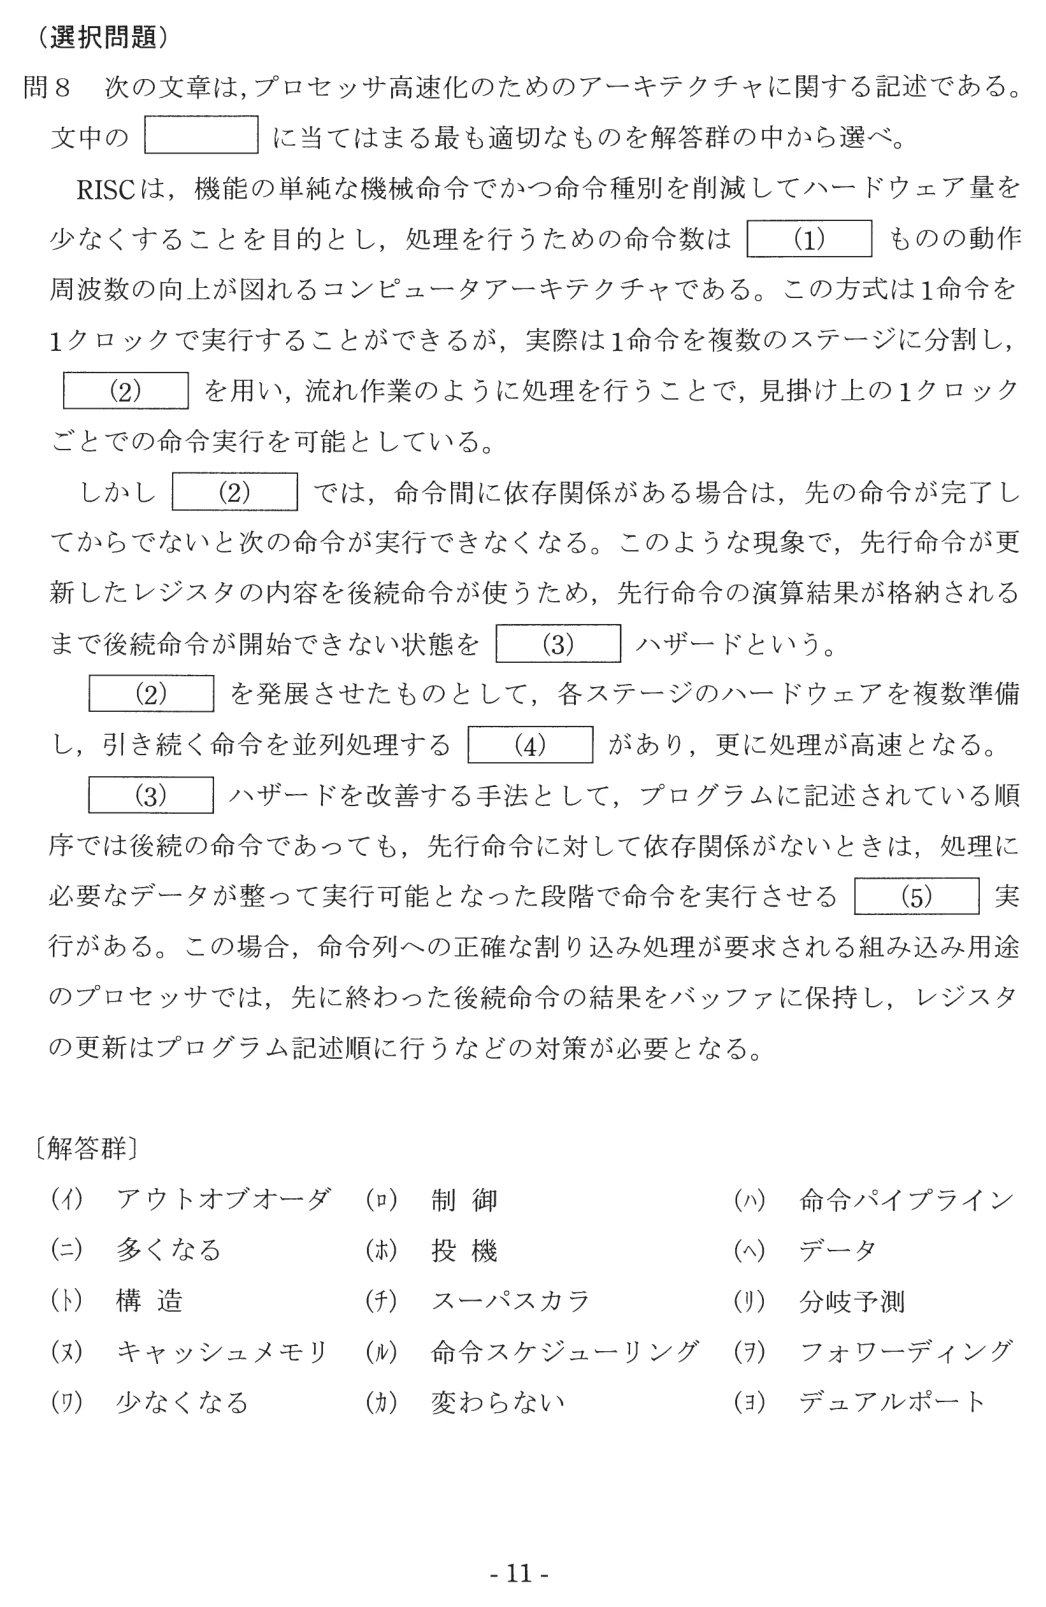 （選択問題）
問８　次の文章は，プロセッサ高速化のためのアーキテクチャに関する記述である。
文中の　　　　に当てはまる最も適切なものを解答群の中から選べ。
RISCは，機能の単純な機械命令でかつ命令種別を削減してハードウェア量を
少なくすることを目的とし，処理を行うための命令数は　(1)　ものの動作
周波数の向上が図れるコンピュータアーキテクチャである。この方式は1命令を
1クロックで実行することができるが，実際は1命令を複数のステージに分割し，
(2)　を用い，流れ作業のように処理を行うことで，見掛け上の1クロック
ごとでの命令実行を可能としている。
しかし　(2)　では，命令間に依存関係がある場合は，先の命令が完了し
てからでないと次の命令が実行できなくなる。このような現象で，先行命令が更
新したレジスタの内容を後続命令が使うため，先行命令の演算結果が格納される
まで後続命令が開始できない状態を　(3)　ハザードという。
(2)　を発展させたものとして，各ステージのハードウェアを複数準備
し，引き続く命令を並列処理する　(4)　があり，更に処理が高速となる。
(3)　ハザードを改善する手法として，プログラムに記述されている順
序では後続の命令であっても，先行命令に対して依存関係がないときは，処理に
必要なデータが整って実行可能となった段階で命令を実行させる　(5)　実
行がある。この場合，命令列への正確な割り込み処理が要求される組み込み用途
のプロセッサでは，先に終わった後続命令の結果をバッファに保持し，レジスタ
の更新はプログラム記述順に行うなどの対策が必要となる。
〔解答群〕
(イ)　アウトオブオーダ　(ロ)　制 御　(ハ)　命令パイプライン
(ニ)　多くなる　(ホ)　投 機　(ヘ)　データ
(ト)　構 造　(チ)　スーパスカラ　(リ)　分岐予測
(ヌ)　キャッシュメモリ　(ル)　命令スケジューリング　(ヲ)　フォワーディング
(ワ)　少なくなる　(カ)　変わらない　(ヨ)　デュアルポート
- 11 -